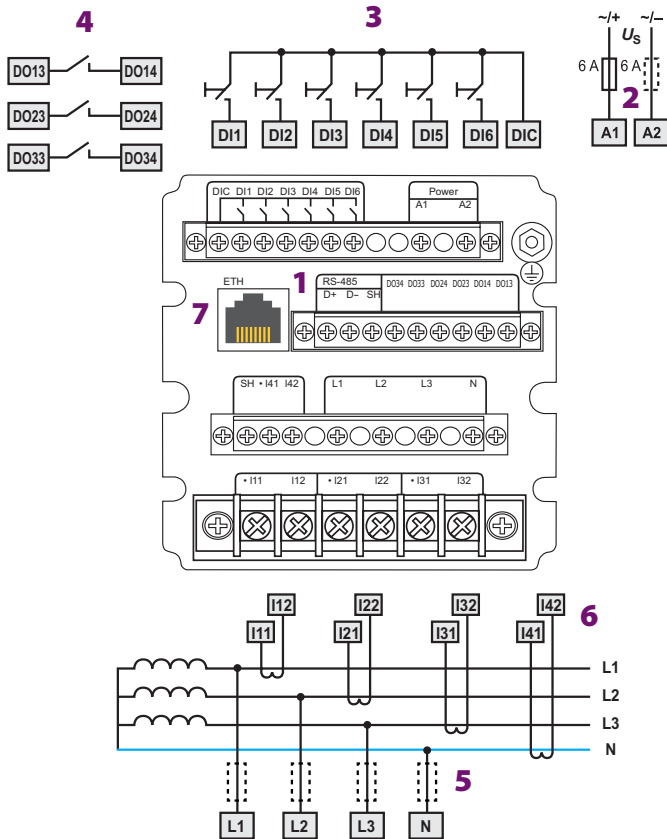 4
3
~/+ ~/–
U_S
6 A 6 A
2
DO13 DO14
DO23 DO24
DO33 DO34
DI1 DI2 DI3 DI4 DI5 DI6 DIC
A1 A2
DIC DI1 DI2 DI3 DI4 DI5 DI6
Power
A1 A2
ETH
7
1
RS-485
D+ D– SH
DO34 DO33 DO24 DO23 DO14 DO13
SH • I41 I42
L1 L2 L3 N
• I11 I12 • I21 I22 • I31 I32
I12 I22 I32 I42
6
I11 I21 I31 I41
L1
L2
L3
N
5
L1 L2 L3 N